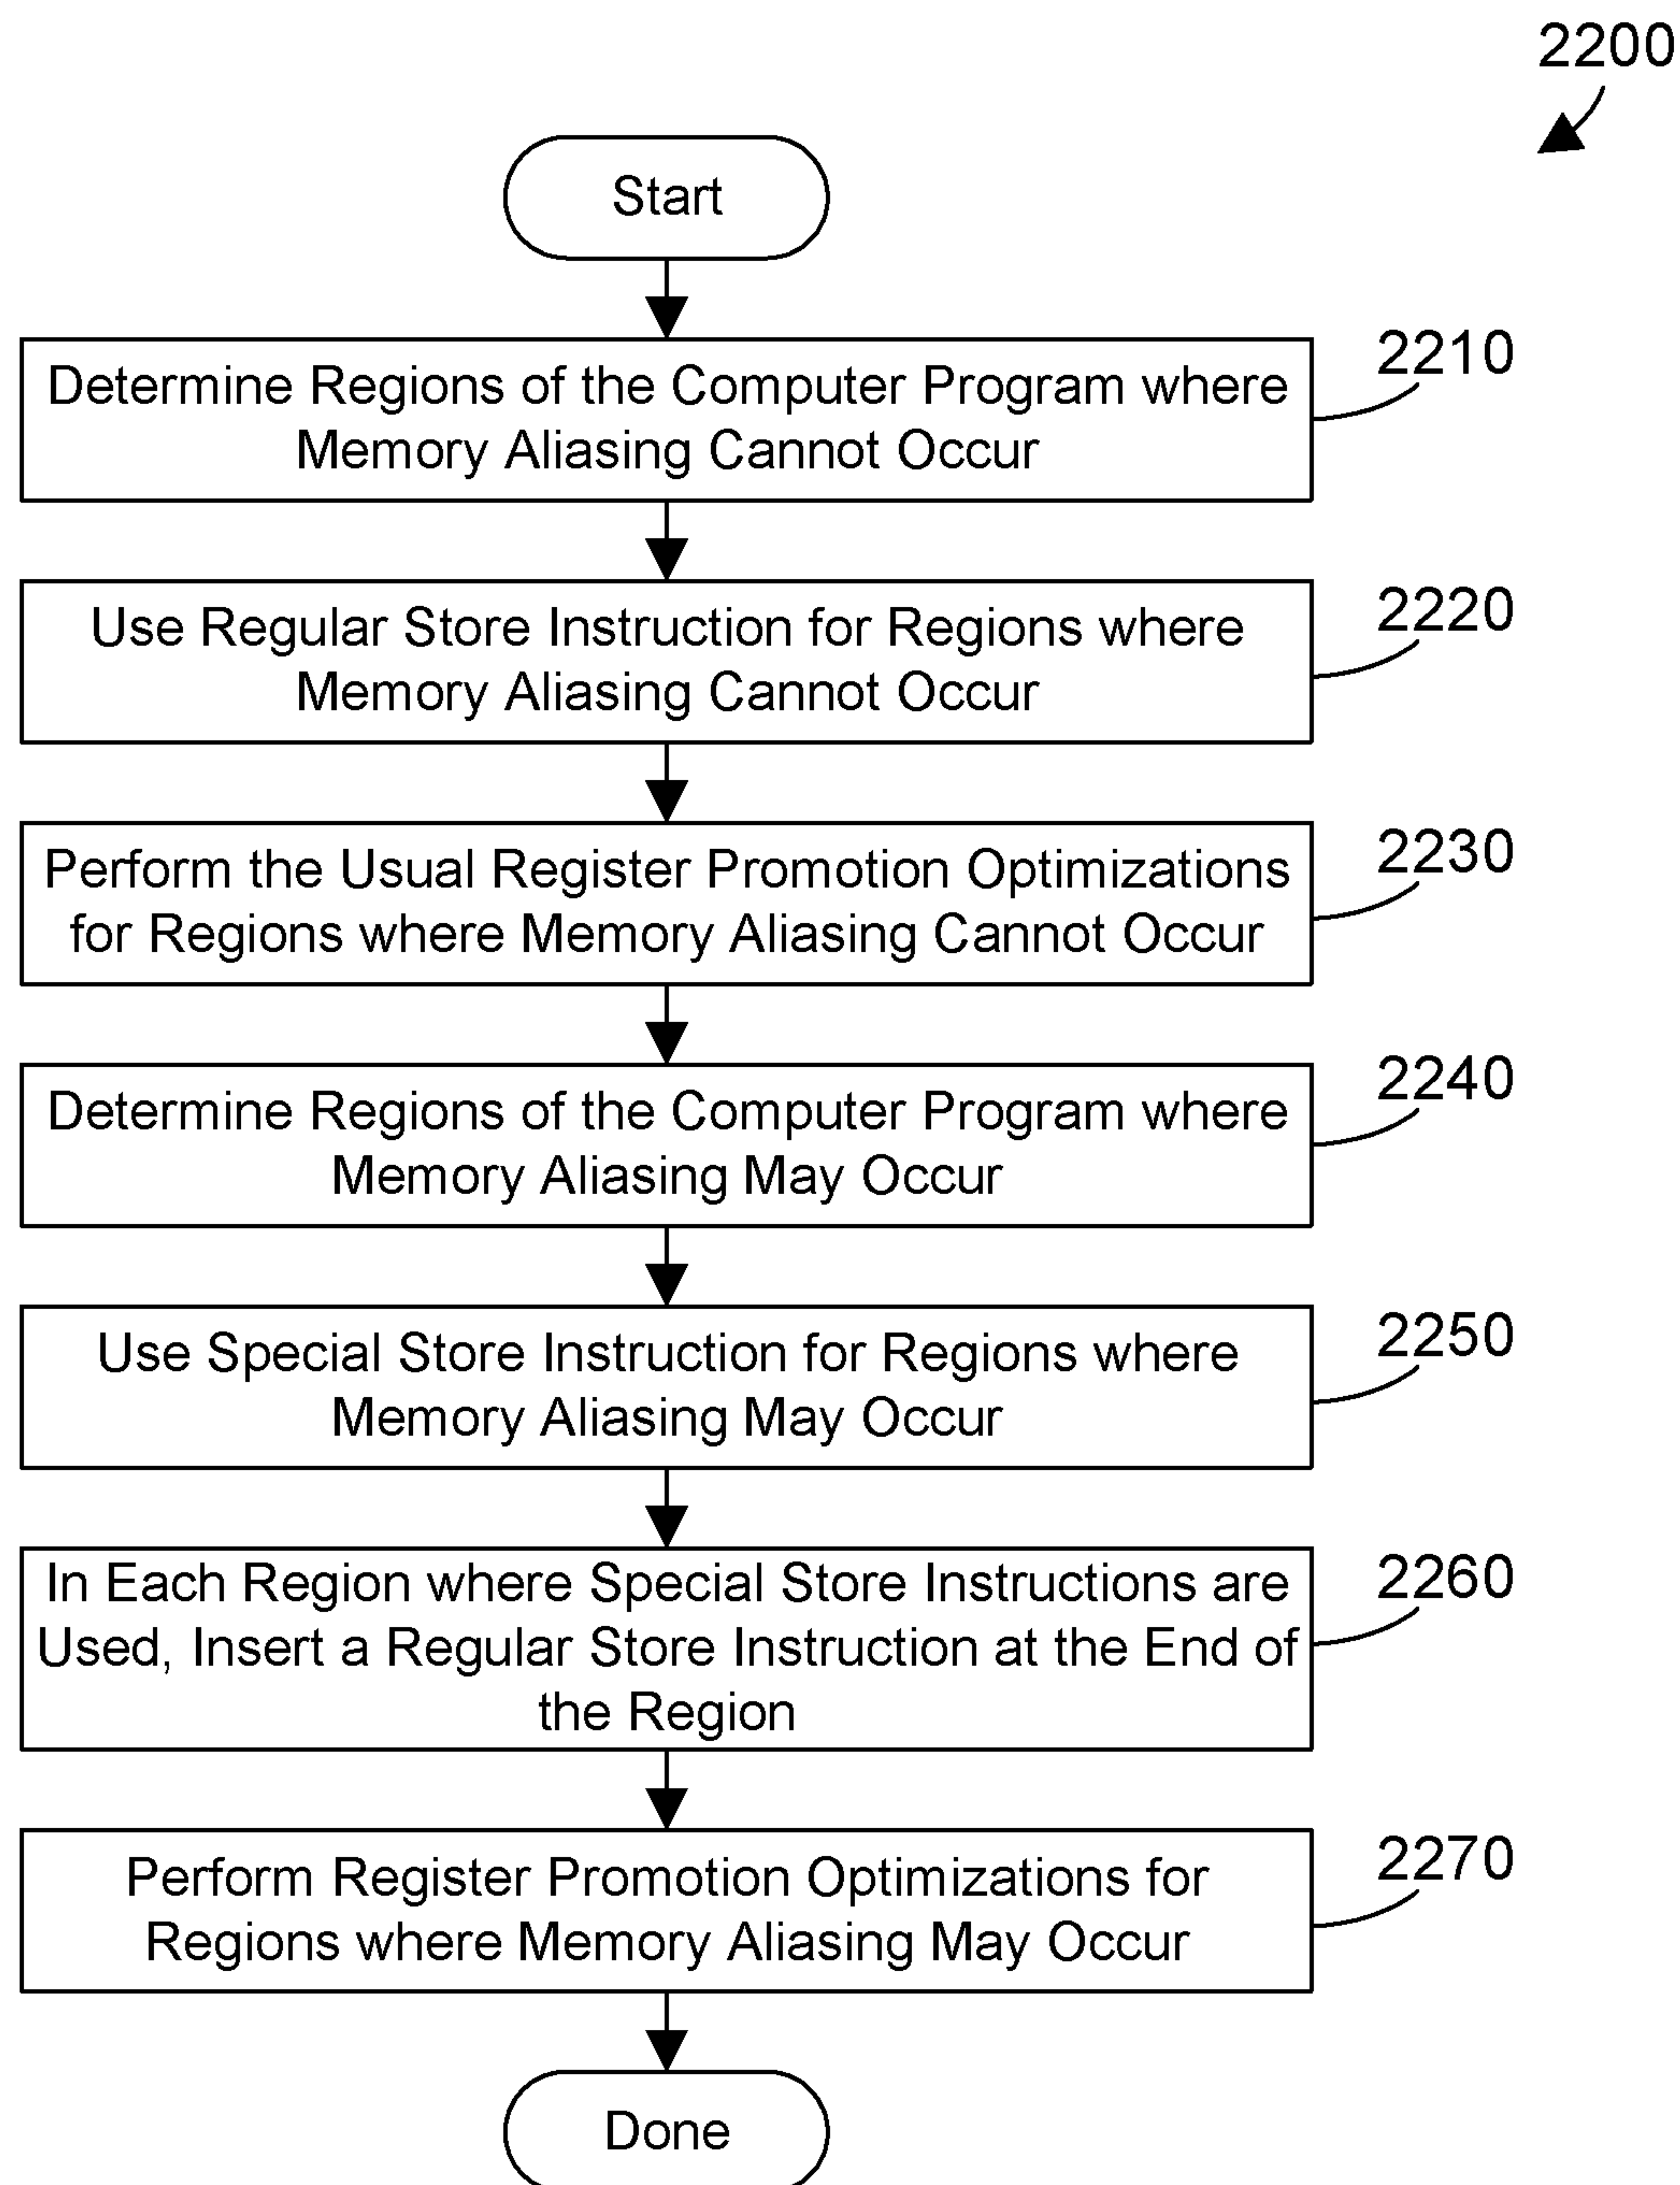 2200
Start
2210
Determine Regions of the Computer Program where
Memory Aliasing Cannot Occur
2220
Use Regular Store Instruction for Regions where
Memory Aliasing Cannot Occur
2230
Perform the Usual Register Promotion Optimizations
for Regions where Memory Aliasing Cannot Occur
2240
Determine Regions of the Computer Program where
Memory Aliasing May Occur
2250
Use Special Store Instruction for Regions where
Memory Aliasing May Occur
2260
In Each Region where Special Store Instructions are
Used, Insert a Regular Store Instruction at the End of
the Region
2270
Perform Register Promotion Optimizations for
Regions where Memory Aliasing May Occur
Done